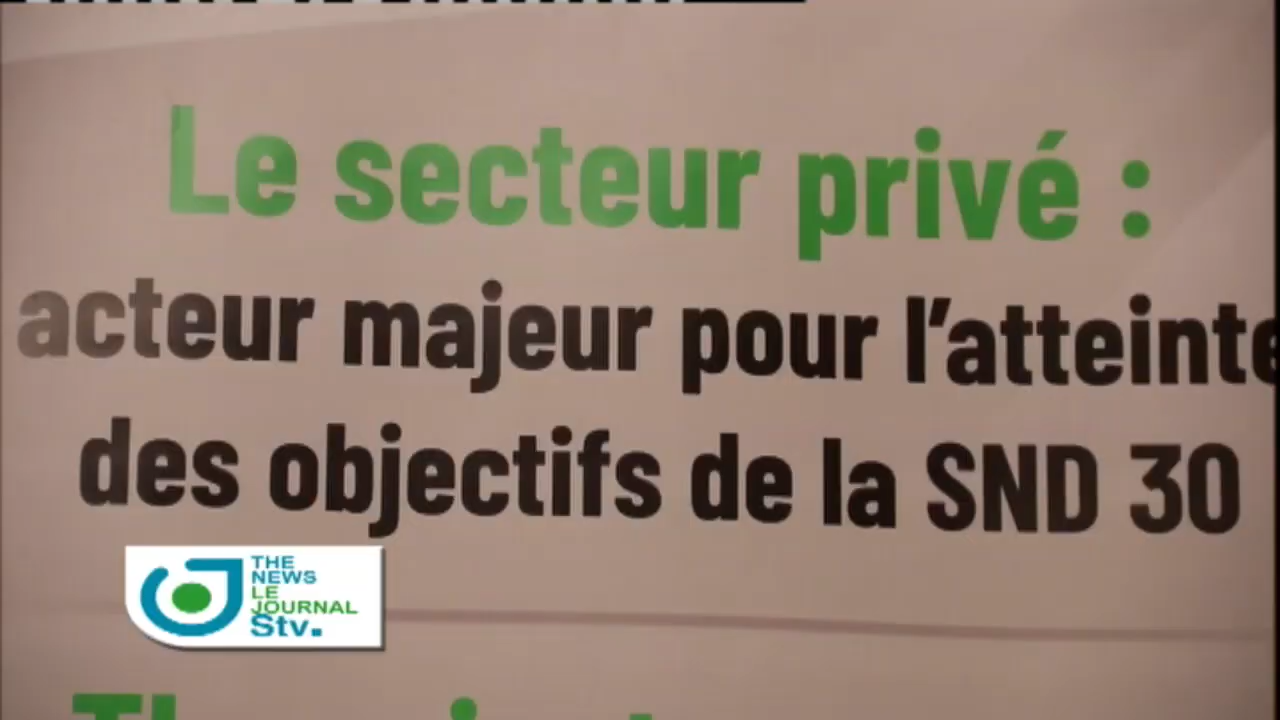 Le secteur privé :
acteur majeur pour l'atteinte
des objectifs de la SND 30
THE
NEWS
LE
JOURNAL
Stv.